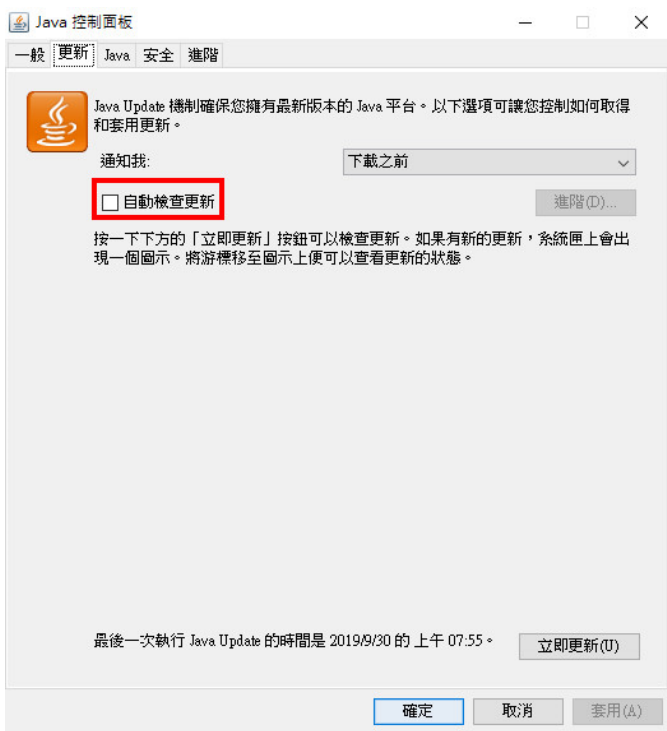 Java 控制面板
一般 更新 Java 安全 進階
Java Update 機制確保您擁有最新版本的 Java 平台。以下選項可讓您控制如何取得
和套用更新。
通知我: 下載之前
自動檢查更新 進階(D)...
按一下下方的「立即更新」按鈕可以檢查更新。如果有新的更新，系統匣上會出
現一個圖示。將游標移至圖示上便可以查看更新的狀態。
最後一次執行 Java Update 的時間是 2019/9/30 的 上午 07:55。 立即更新(U)
確定 取消 套用(A)